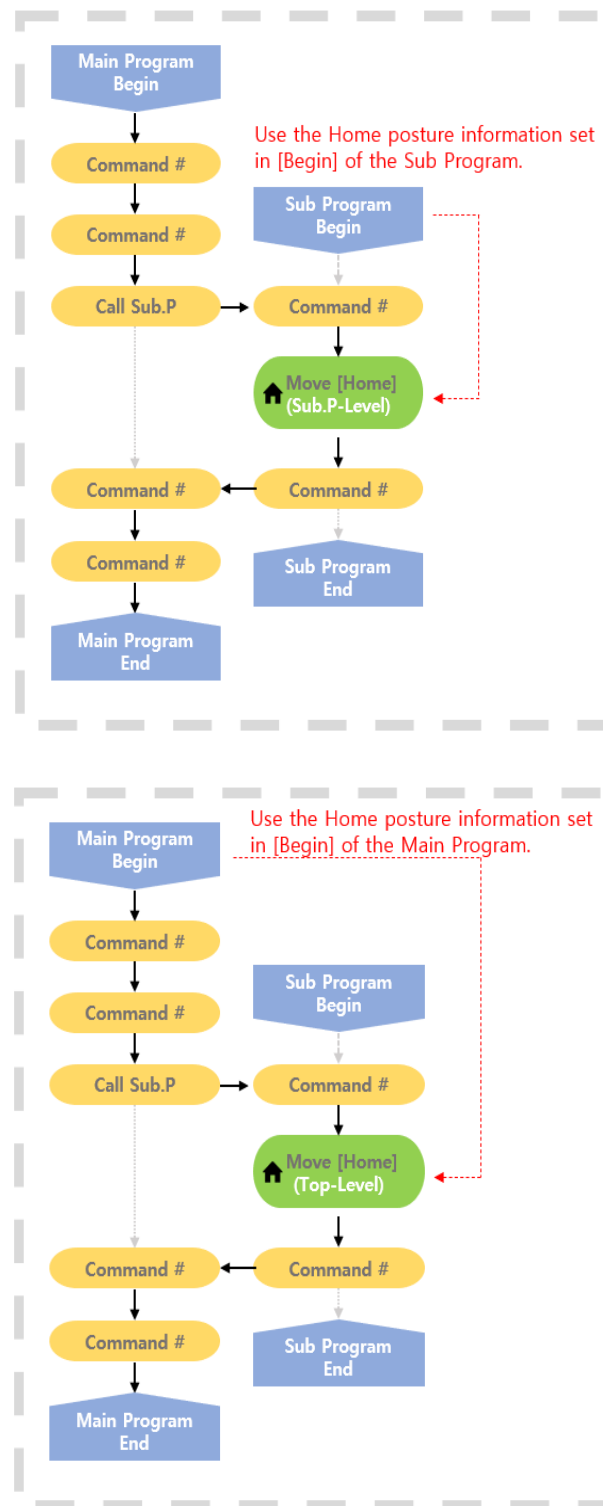 Main Program
Begin
Use the Home posture information set
in [Begin] of the Sub Program.
Command #
Sub Program
Begin
Command #
Call Sub.P
Command #
Move [Home]
(Sub.P-Level)
Command #
Command #
Command #
Sub Program
End
Main Program
End
Use the Home posture information set
in [Begin] of the Main Program.
Main Program
Begin
Command #
Sub Program
Begin
Command #
Call Sub.P
Command #
Move [Home]
(Top-Level)
Command #
Command #
Command #
Sub Program
End
Main Program
End